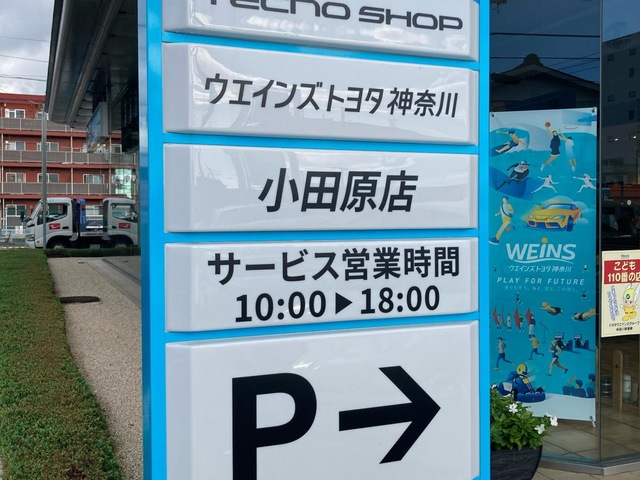 TECNO SHOP
ウエインズトヨタ神奈川
小田原店
サービス営業時間
10:00▶18:00
P→
WEINS
ウエインズトヨタ神奈川
PLAY FOR FUTURE
こども
110番の店